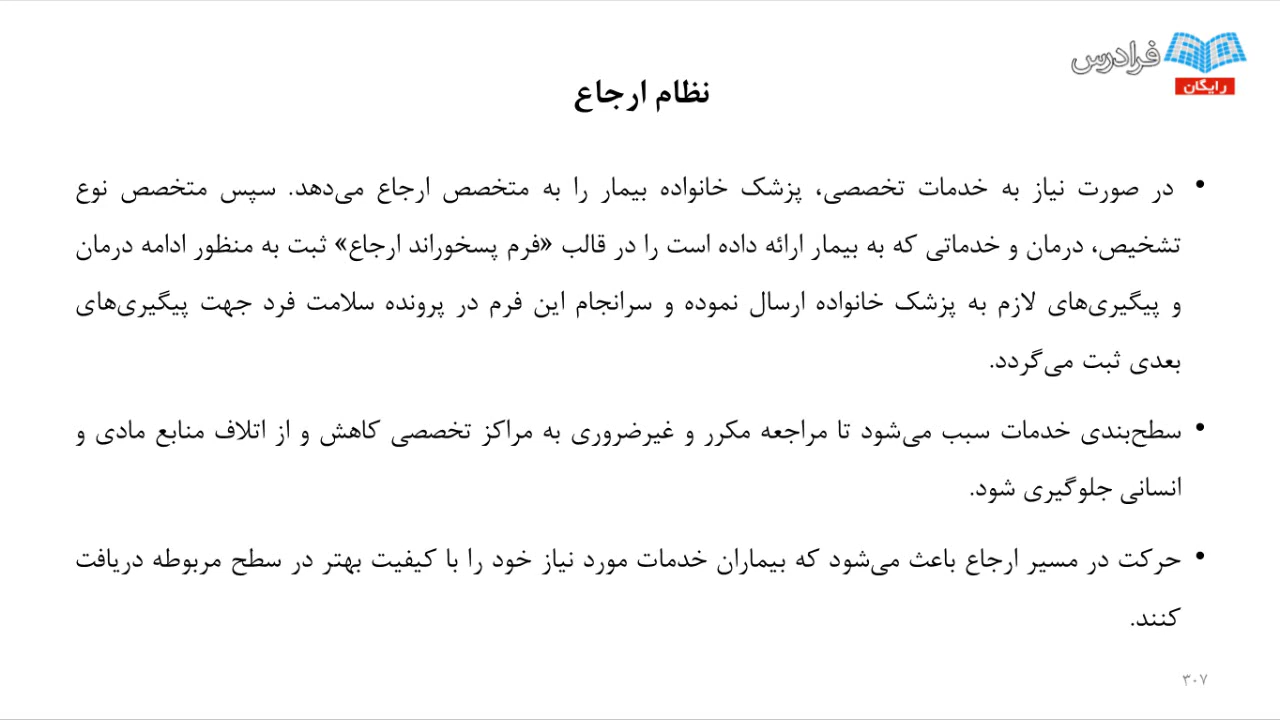 فرادرس
رایگان
نظام ارجاع
• در صورت نیاز به خدمات تخصصی، پزشک خانواده بیمار را به متخصص ارجاع می‌دهد. سپس متخصص نوع
تشخیص، درمان و خدماتی که به بیمار ارائه داده است را در قالب «فرم پسخوراند ارجاع» ثبت به منظور ادامه درمان
و پیگیری‌های لازم به پزشک خانواده ارسال نموده و سرانجام این فرم در پرونده سلامت فرد جهت پیگیری‌های
بعدی ثبت می‌گردد.
• سطح‌بندی خدمات سبب می‌شود تا مراجعه مکرر و غیرضروری به مراکز تخصصی کاهش و از اتلاف منابع مادی و
انسانی جلوگیری شود.
• حرکت در مسیر ارجاع باعث می‌شود که بیماران خدمات مورد نیاز خود را با کیفیت بهتر در سطح مربوطه دریافت
کنند.
۳۰۷